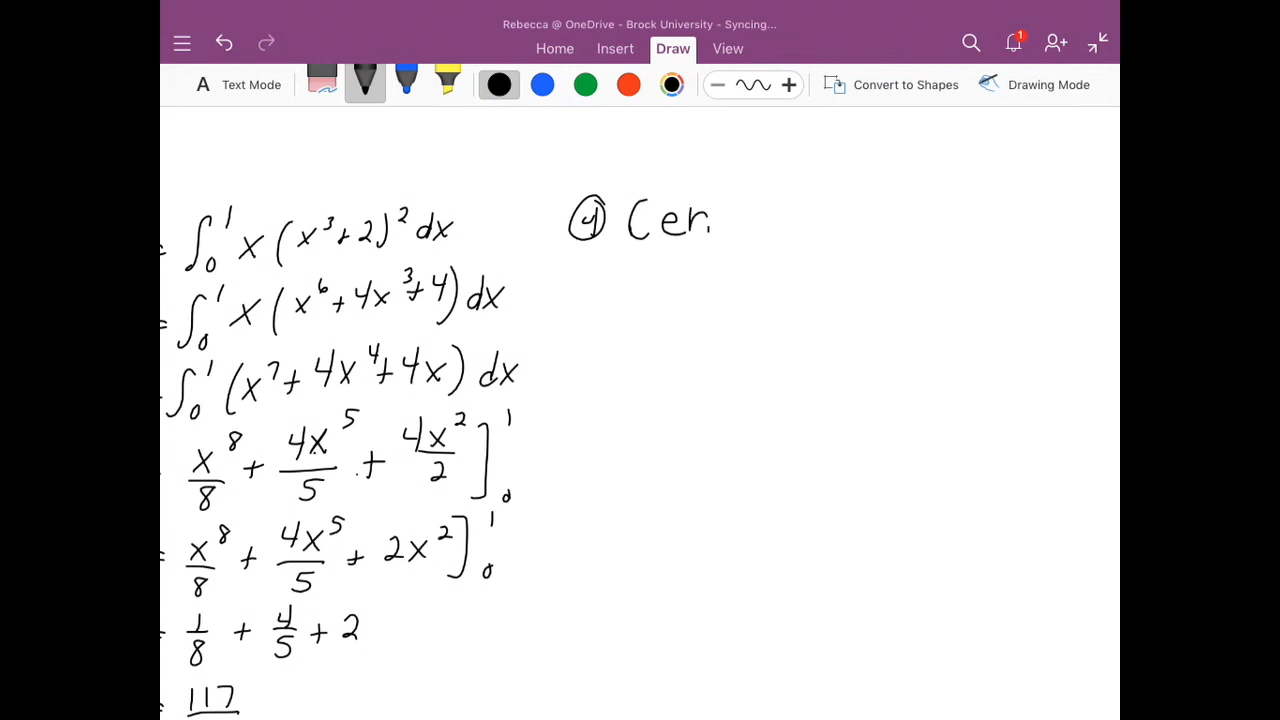 Rebecca @ OneDrive - Brock University - Syncing...
Home Insert Draw View
1
A Text Mode
Convert to Shapes
Drawing Mode
= ∫₀¹ x (x³ + 2)² dx
= ∫₀¹ x (x⁶ + 4x³ + 4) dx
= ∫₀¹ (x⁷ + 4x⁴ + 4x) dx
= x⁸/8 + 4x⁵/5 + 4x²/2 ]₀¹
= x⁸/8 + 4x⁵/5 + 2x² ]₀¹
= 1/8 + 4/5 + 2
= 117
④ Cen